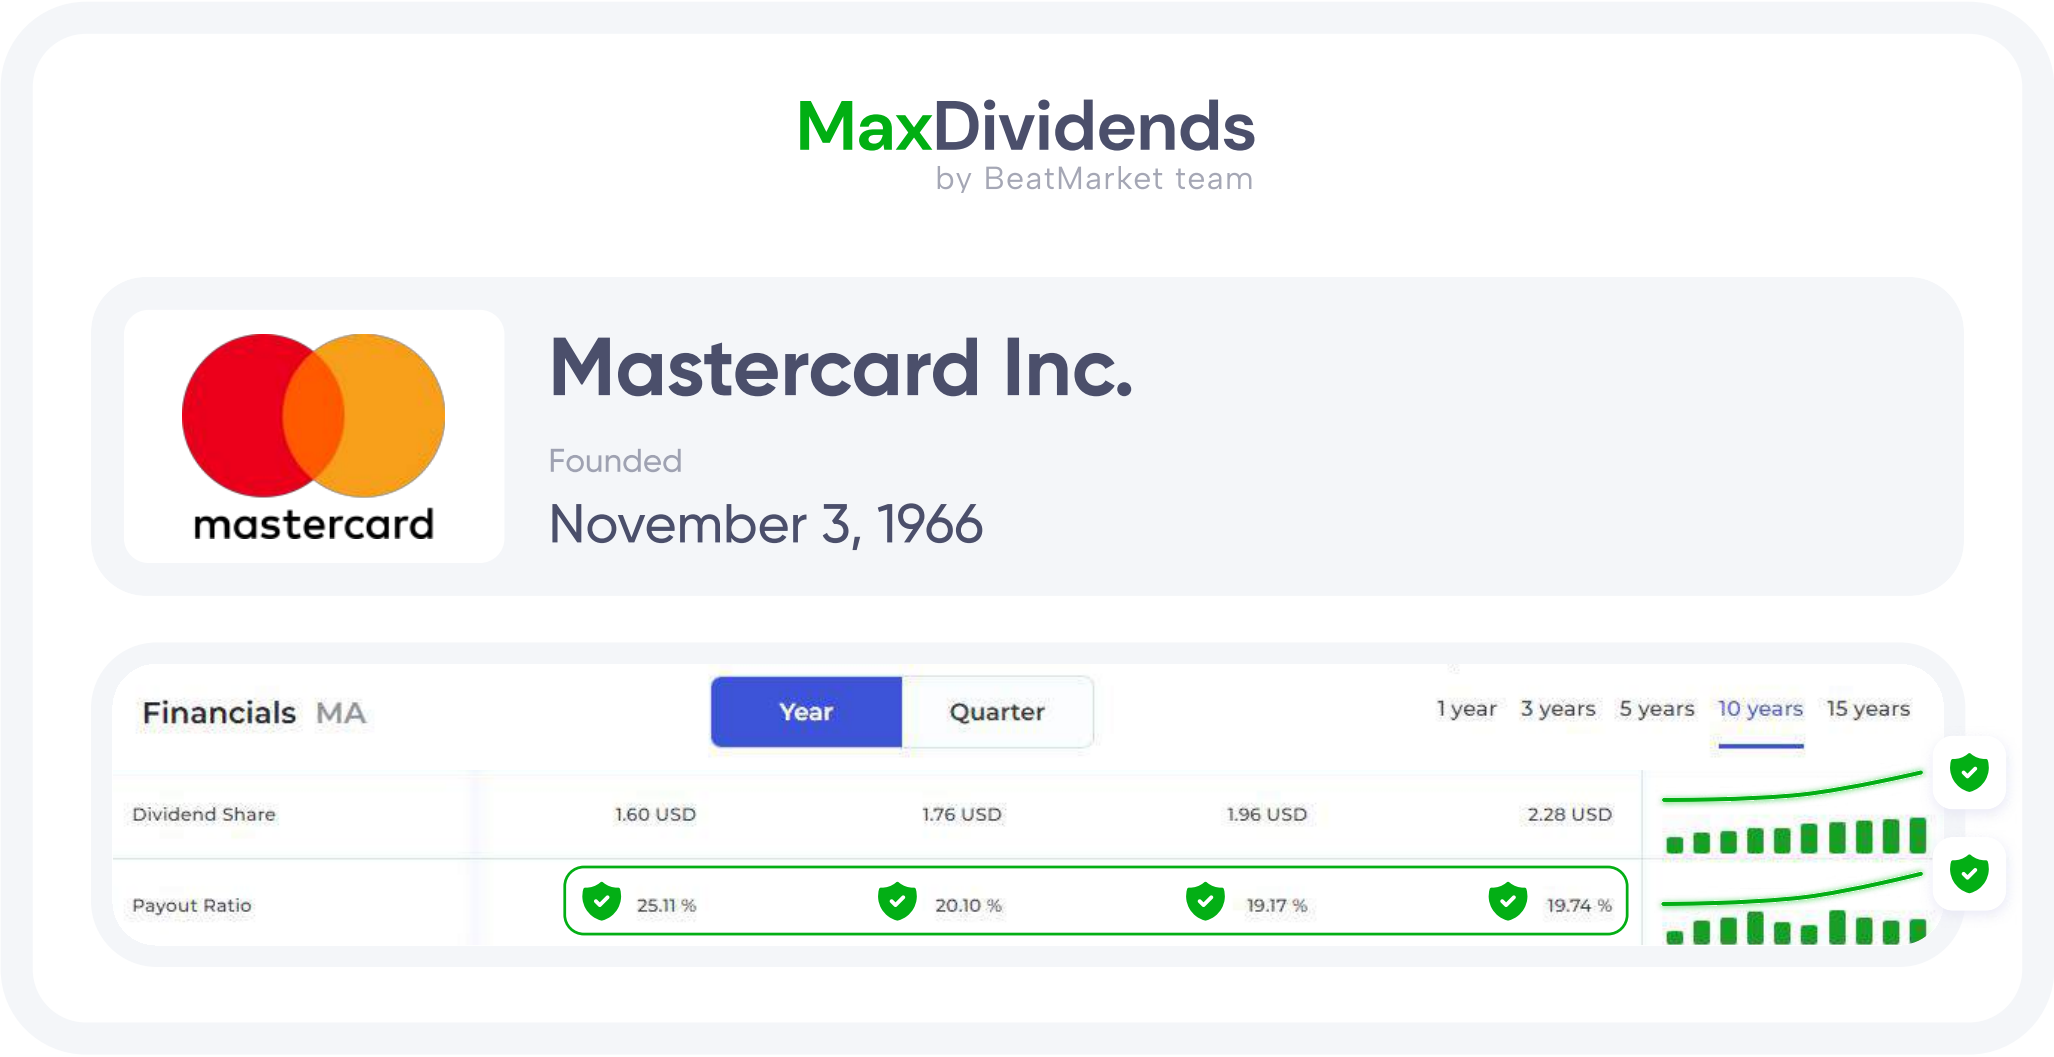 MaxDividends
by BeatMarket team
mastercard
Mastercard Inc.
Founded
November 3, 1966
Financials MA
Year Quarter
1 year 3 years 5 years 10 years 15 years
Dividend Share 1.60 USD 1.76 USD 1.96 USD 2.28 USD
Payout Ratio 25.11 % 20.10 % 19.17 % 19.74 %